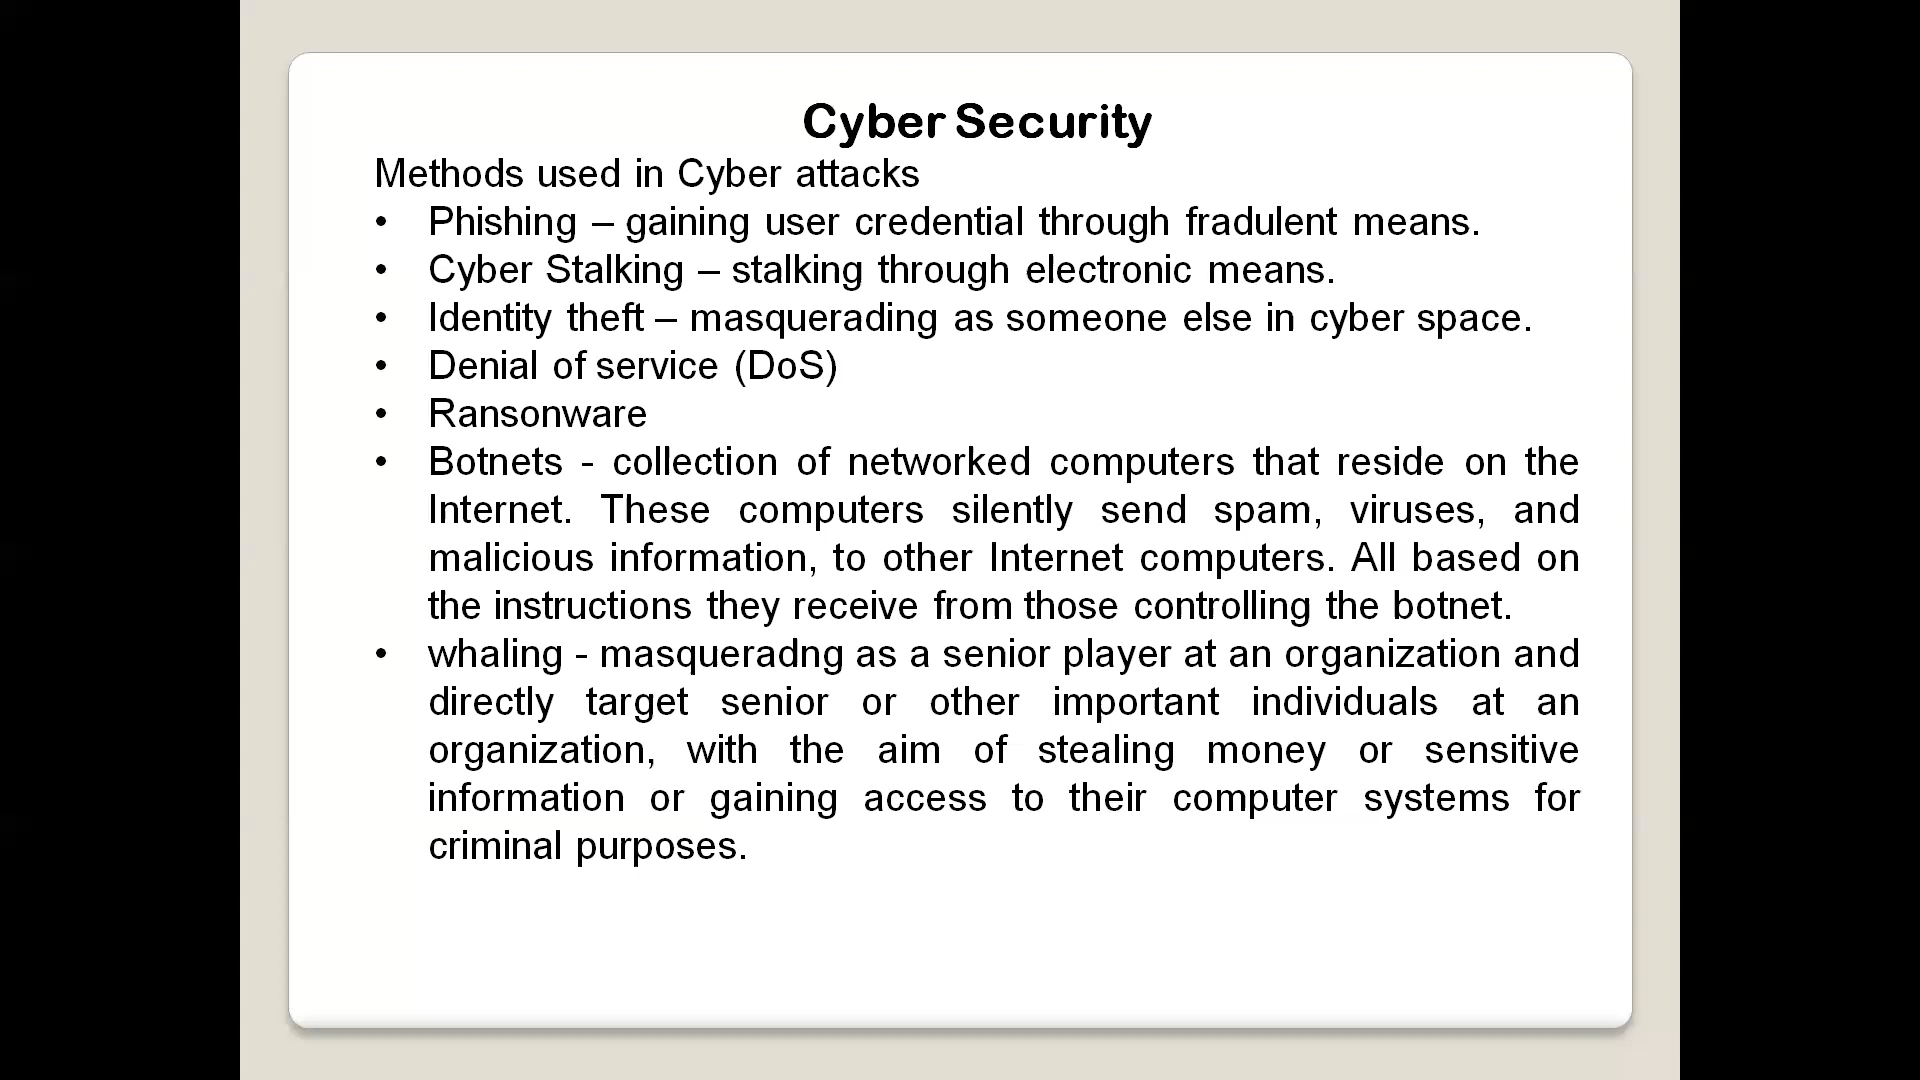 Cyber Security
Methods used in Cyber attacks
• Phishing – gaining user credential through fradulent means.
• Cyber Stalking – stalking through electronic means.
• Identity theft – masquerading as someone else in cyber space.
• Denial of service (DoS)
• Ransonware
• Botnets - collection of networked computers that reside on the
Internet. These computers silently send spam, viruses, and
malicious information, to other Internet computers. All based on
the instructions they receive from those controlling the botnet.
• whaling - masqueradng as a senior player at an organization and
directly target senior or other important individuals at an
organization, with the aim of stealing money or sensitive
information or gaining access to their computer systems for
criminal purposes.